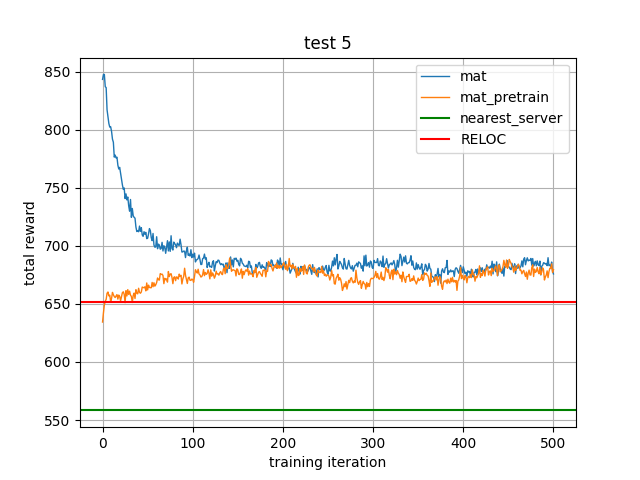 test 5
total reward
850
800
750
700
650
600
550
mat
mat_pretrain
nearest_server
RELOC
0
100
200
300
400
500
training iteration